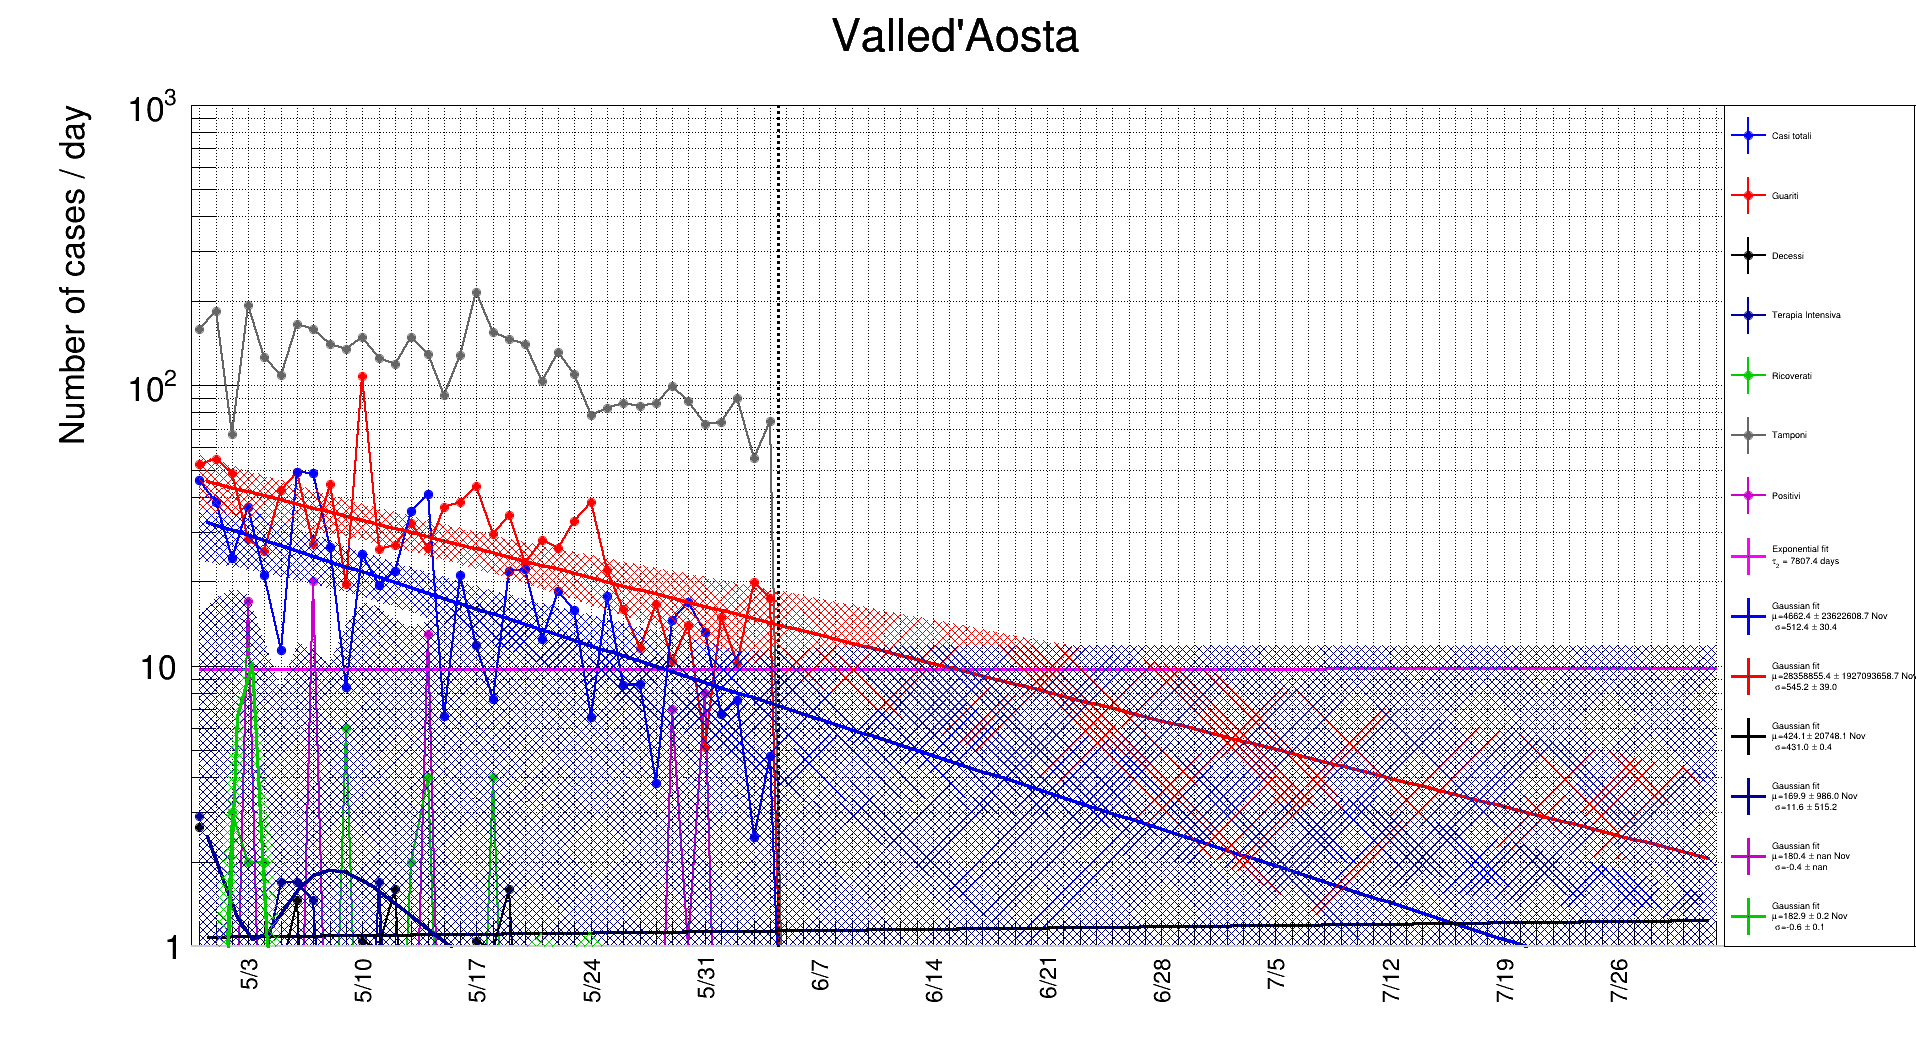 Valled'Aosta
Number of cases / day
10³
10²
10
1
5/3
5/10
5/17
5/24
5/31
6/7
6/14
6/21
6/28
7/5
7/12
7/19
7/26
Casi totali
Guariti
Decessi
Terapia Intensiva
Ricoverati
Tamponi
Positivi
Exponential fit
τ₂ = 7807.4 days
Gaussian fit
μ=4662.4 ± 23622608.7 Nov
σ=512.4 ± 30.4
Gaussian fit
μ=28358855.4 ± 1927093658.7 Nov
σ=545.2 ± 39.0
Gaussian fit
μ=424.1± 20748.1 Nov
σ=431.0 ± 0.4
Gaussian fit
μ=169.9 ± 986.0 Nov
σ=11.6 ± 515.2
Gaussian fit
μ=180.4 ± nan Nov
σ=-0.4 ± nan
Gaussian fit
μ=182.9 ± 0.2 Nov
σ=-0.6 ± 0.1